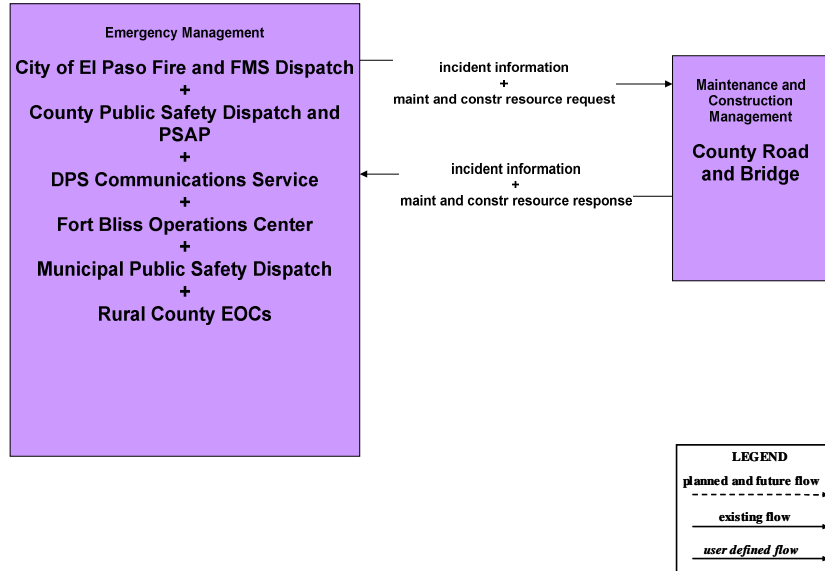 Emergency Management
City of El Paso Fire and FMS Dispatch
+
County Public Safety Dispatch and
PSAP
+
DPS Communications Service
+
Fort Bliss Operations Center
+
Municipal Public Safety Dispatch
+
Rural County EOCs
incident information
+
maint and constr resource request
incident information
+
maint and constr resource response
Maintenance and
Construction
Management
County Road
and Bridge
LEGEND
planned and future flow
existing flow
user defined flow